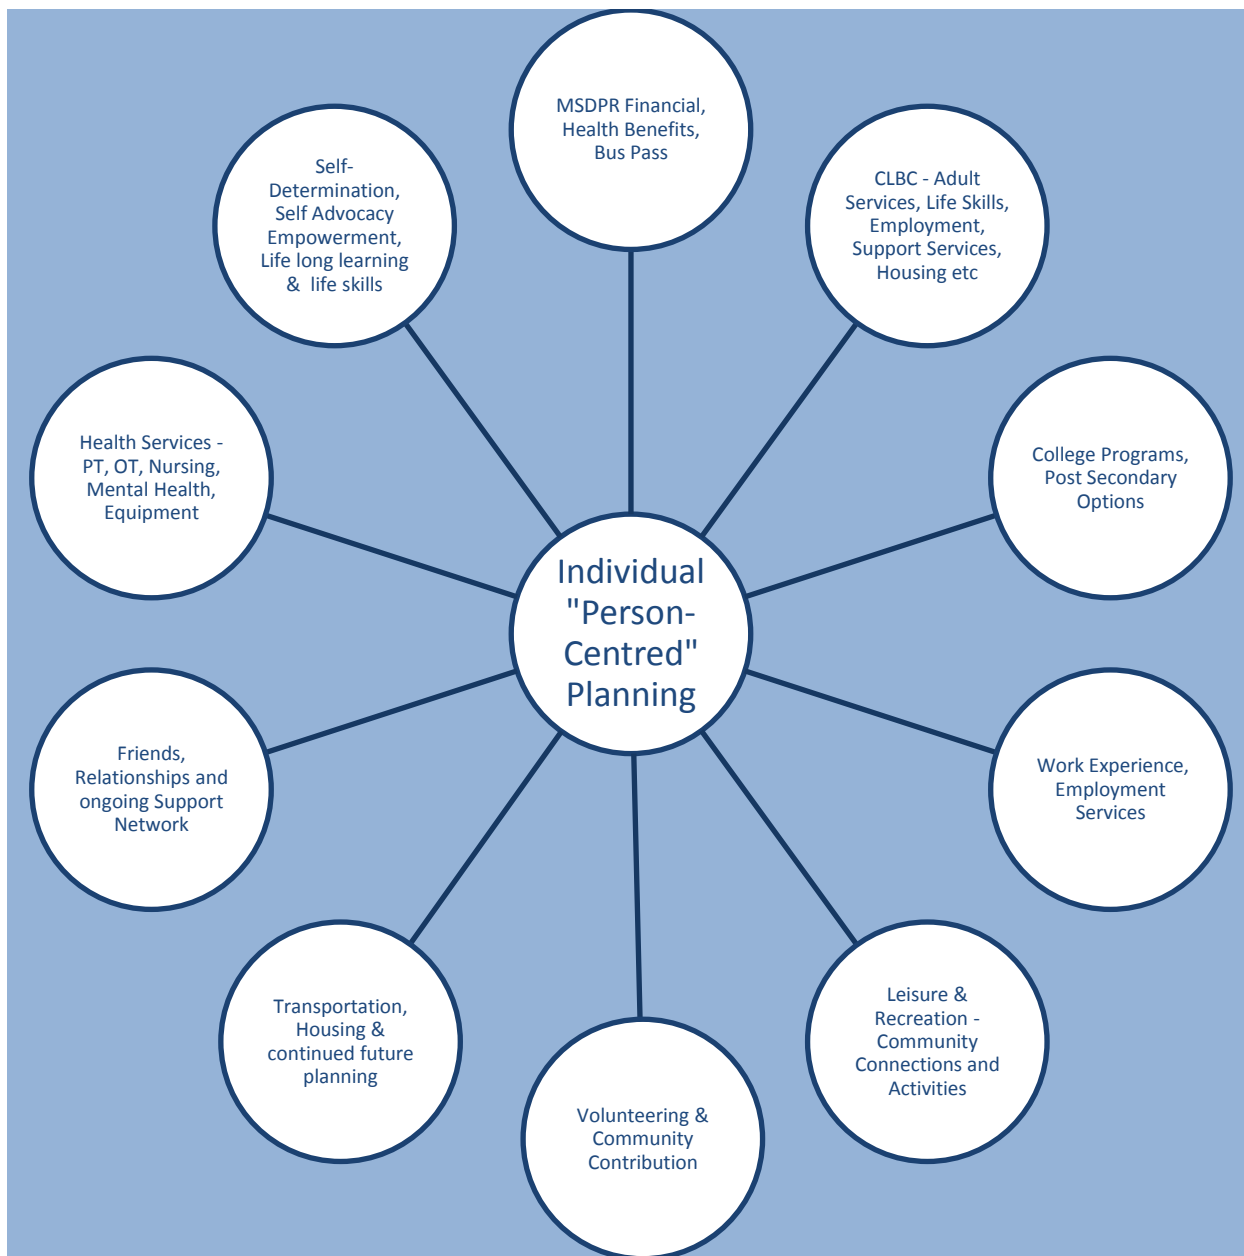 MSDPR Financial,
Health Benefits,
Bus Pass
CLBC - Adult
Services, Life Skills,
Employment,
Support Services,
Housing etc
College Programs,
Post Secondary
Options
Work Experience,
Employment
Services
Leisure &
Recreation -
Community
Connections and
Activities
Volunteering &
Community
Contribution
Transportation,
Housing &
continued future
planning
Friends,
Relationships and
ongoing Support
Network
Health Services -
PT, OT, Nursing,
Mental Health,
Equipment
Self-
Determination,
Self Advocacy
Empowerment,
Life long learning
& life skills
Individual
"Person-
Centred"
Planning